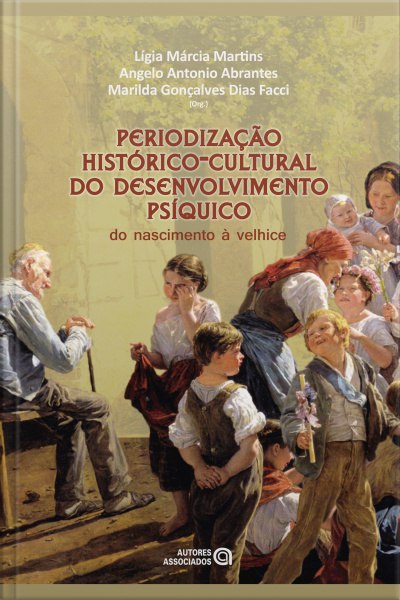 Lígia Márcia Martins
Angelo Antonio Abrantes
Marilda Gonçalves Dias Facci
(Org.)
PERIODIZAÇÃO
HISTÓRICO-CULTURAL
DO DESENVOLVIMENTO
PSÍQUICO
do nascimento à velhice
AUTORES
ASSOCIADOS